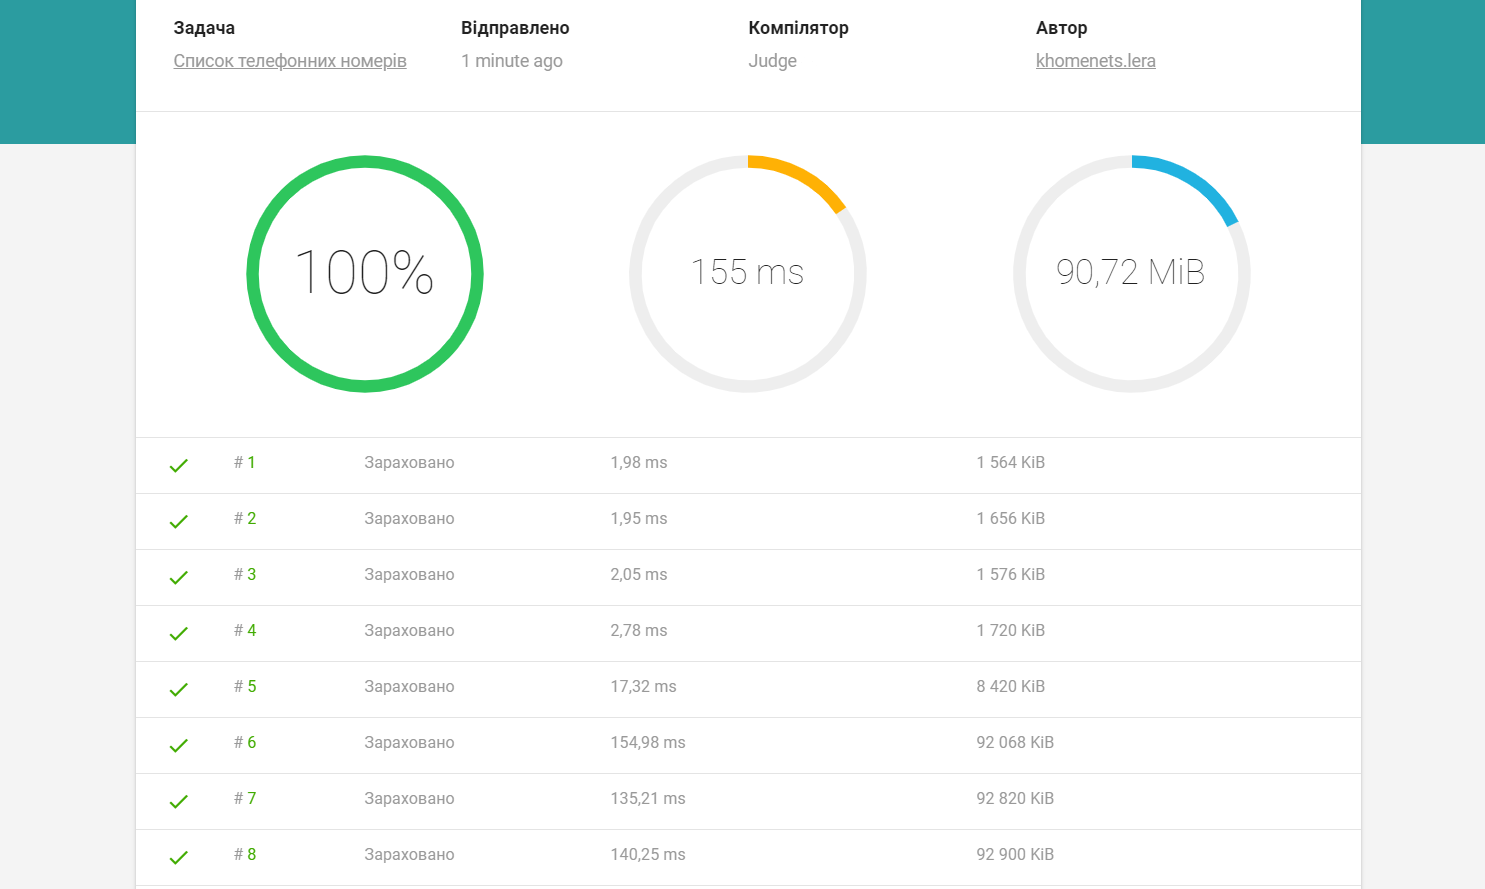 Задача Відправлено Компілятор Автор
Список телефонних номерів 1 minute ago Judge khomenets.lera
100% 155 ms 90,72 MiB
# 1 Зараховано 1,98 ms 1 564 KiB
# 2 Зараховано 1,95 ms 1 656 KiB
# 3 Зараховано 2,05 ms 1 576 KiB
# 4 Зараховано 2,78 ms 1 720 KiB
# 5 Зараховано 17,32 ms 8 420 KiB
# 6 Зараховано 154,98 ms 92 068 KiB
# 7 Зараховано 135,21 ms 92 820 KiB
# 8 Зараховано 140,25 ms 92 900 KiB